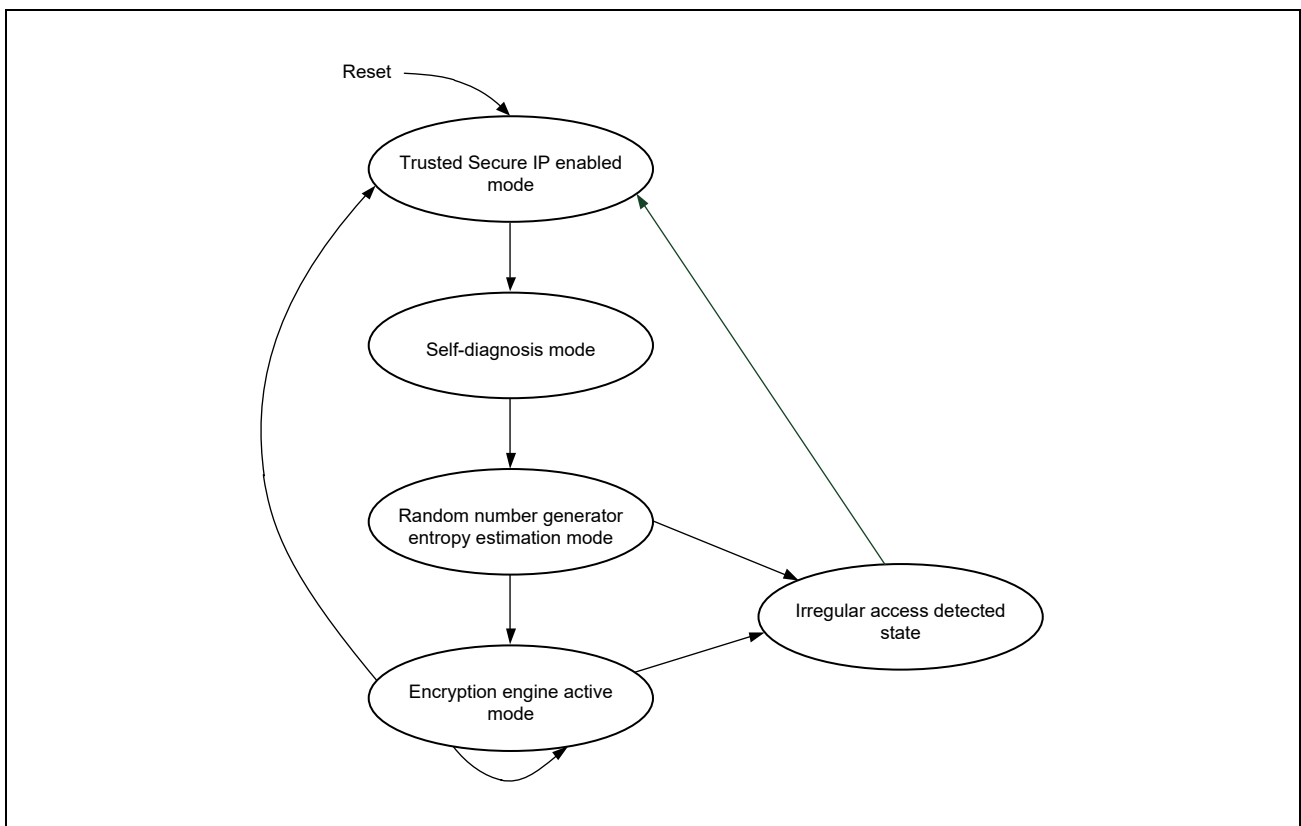 Reset
Trusted Secure IP enabled
mode
Self-diagnosis mode
Random number generator
entropy estimation mode
Irregular access detected
state
Encryption engine active
mode